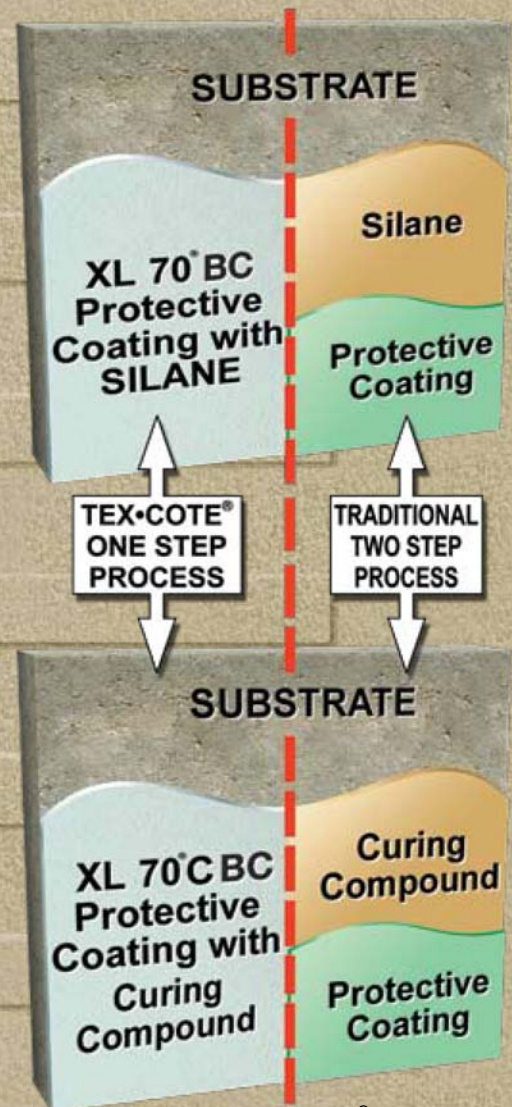 SUBSTRATE
XL 70® BC
Protective
Coating with
SILANE
Silane
Protective
Coating
TEX•COTE®
ONE STEP
PROCESS
TRADITIONAL
TWO STEP
PROCESS
SUBSTRATE
XL 70®C BC
Protective
Coating with
Curing
Compound
Curing
Compound
Protective
Coating